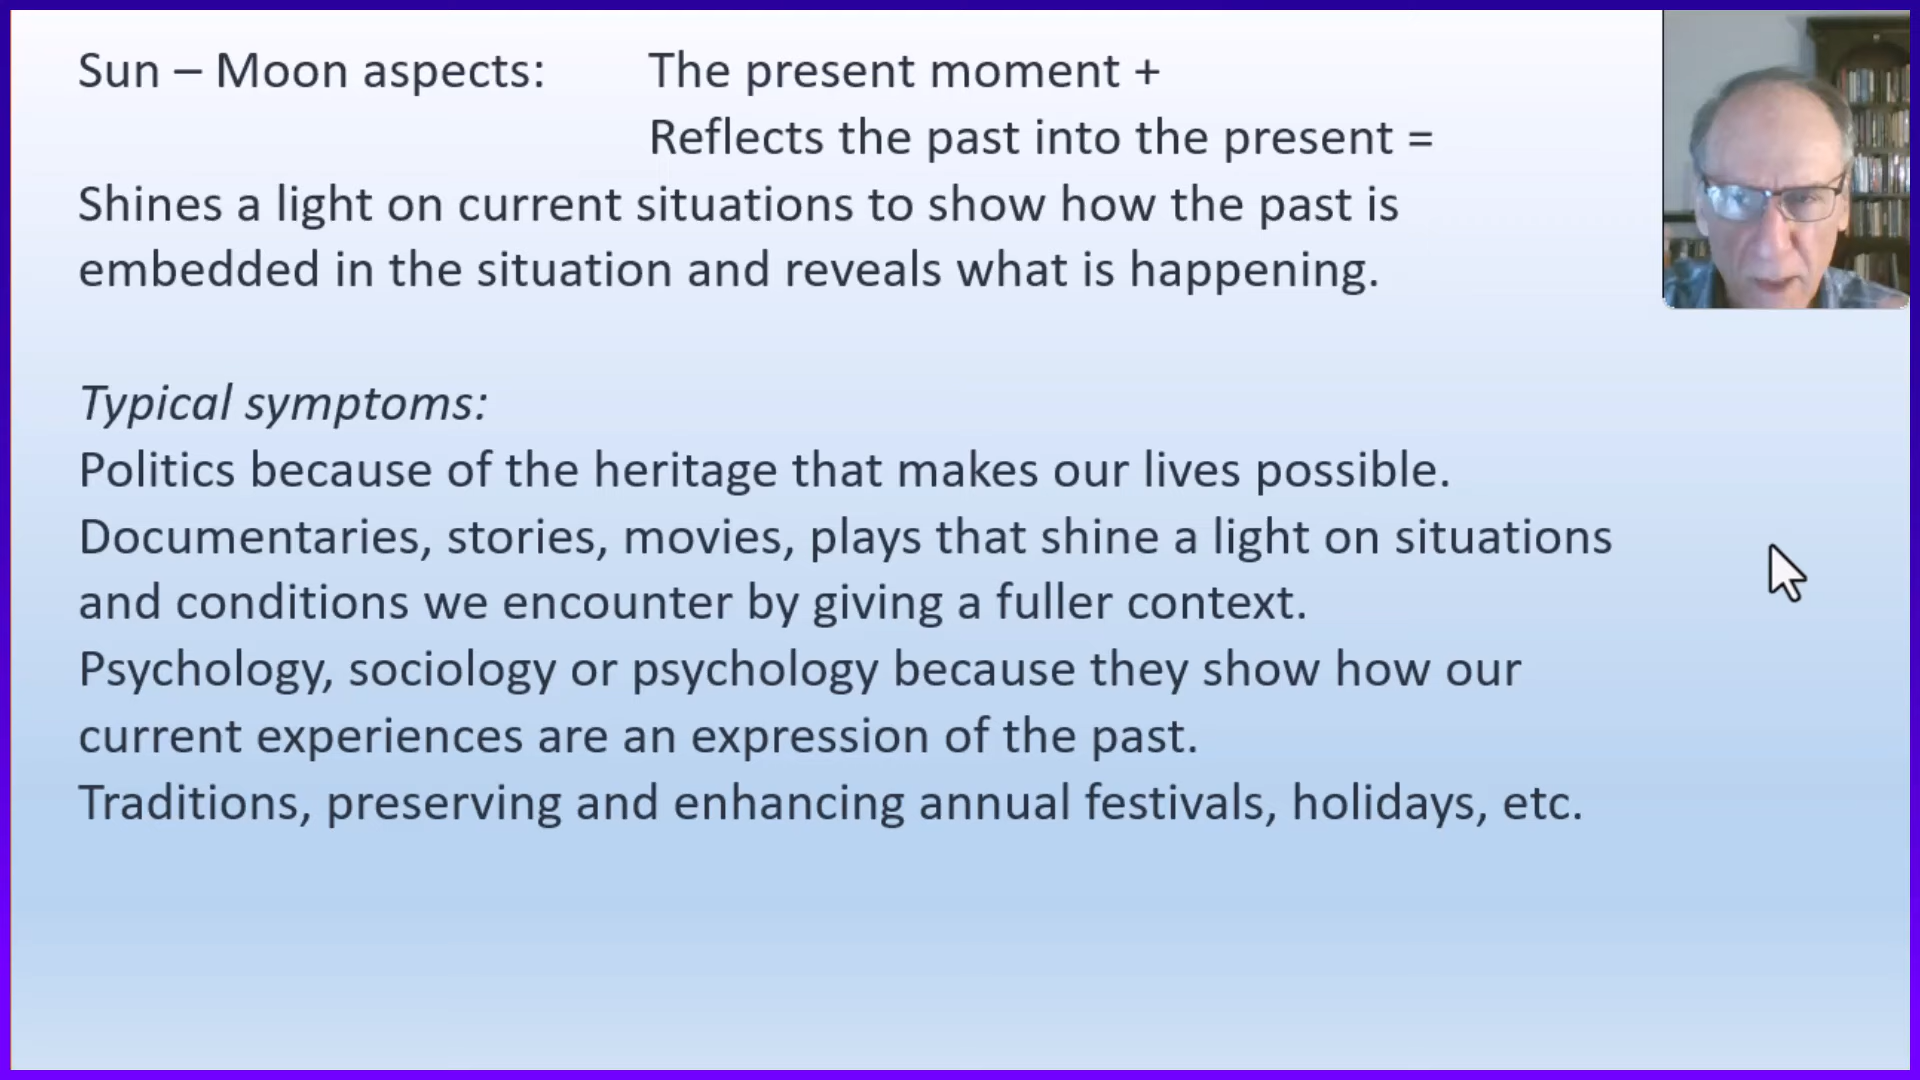 Sun – Moon aspects: The present moment +
Reflects the past into the present =
Shines a light on current situations to show how the past is
embedded in the situation and reveals what is happening.
Typical symptoms:
Politics because of the heritage that makes our lives possible.
Documentaries, stories, movies, plays that shine a light on situations
and conditions we encounter by giving a fuller context.
Psychology, sociology or psychology because they show how our
current experiences are an expression of the past.
Traditions, preserving and enhancing annual festivals, holidays, etc.